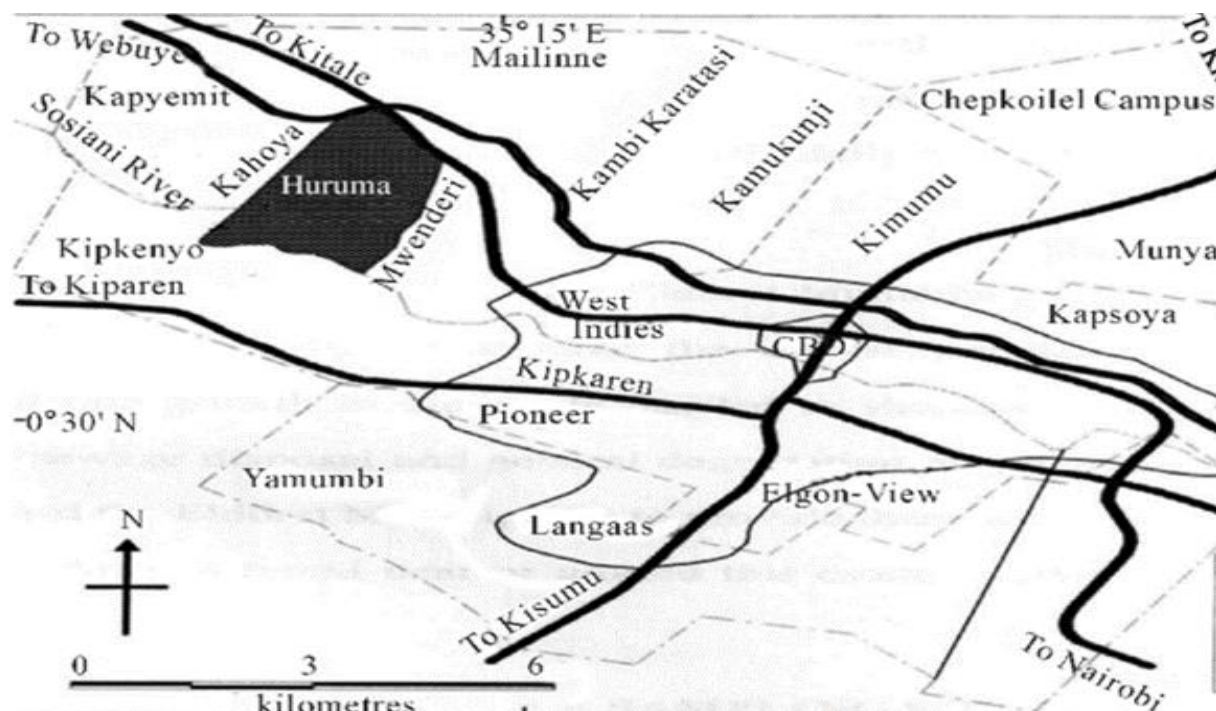 35° 15' E
To Webuye
To Kitale
Mailinne
Kapyemit
Chepkoilel Campus
Sosiani River
Kahoya
Huruma
Kambi Karatasi
Kamukunji
Kimumu
Mwenderi
Kipkenyo
Munya
To Kiparen
West
Indies
Kapsoya
CBD
Kipkaren
Pioneer
0° 30' N
Yamumbi
Elgon-View
Langaas
N
To Kisumu
To Nairobi
0 3 6
kilometres